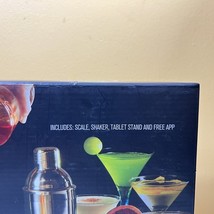 INCLUDES: SCALE, SHAKER, TABLET STAND AND FREE APP